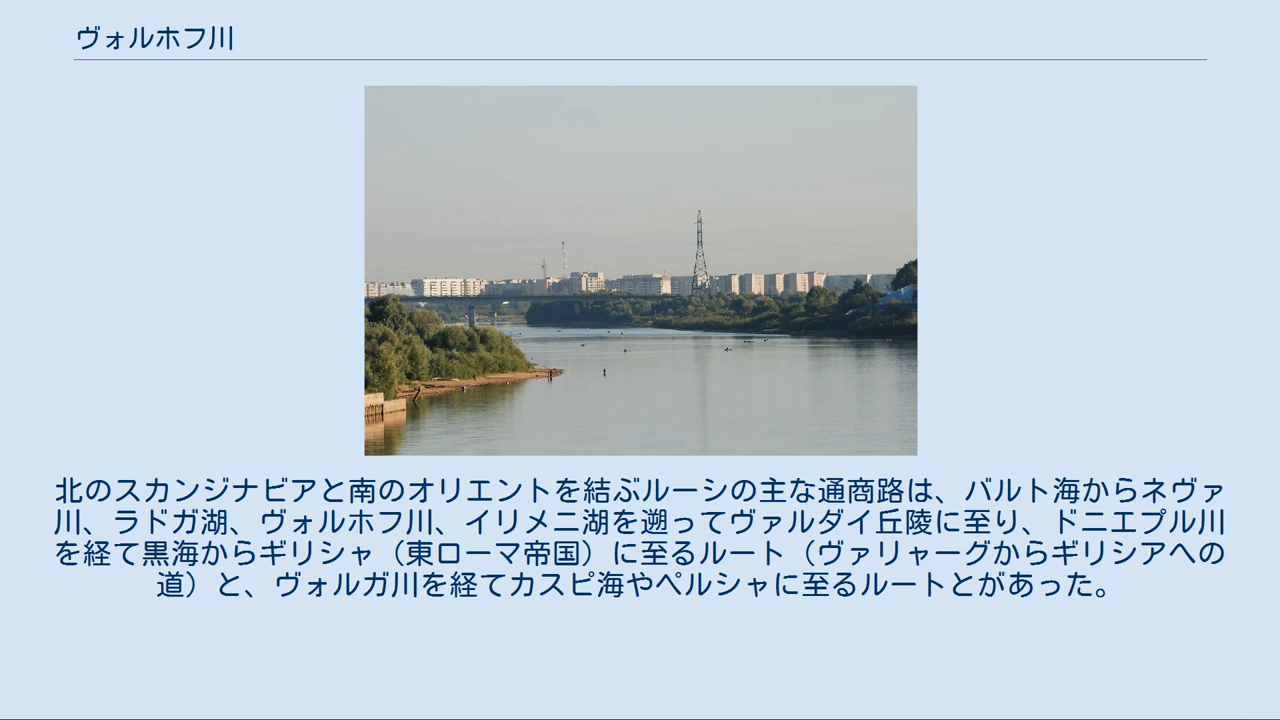 ヴォルホフ川
北のスカンジナビアと南のオリエントを結ぶルーシの主な通商路は、バルト海からネヴァ
川、ラドガ湖、ヴォルホフ川、イリメニ湖を遡ってヴァルダイ丘陵に至り、ドニエプル川
を経て黒海からギリシャ（東ローマ帝国）に至るルート（ヴァリャーグからギリシアへの
道）と、ヴォルガ川を経てカスピ海やペルシャに至るルートとがあった。